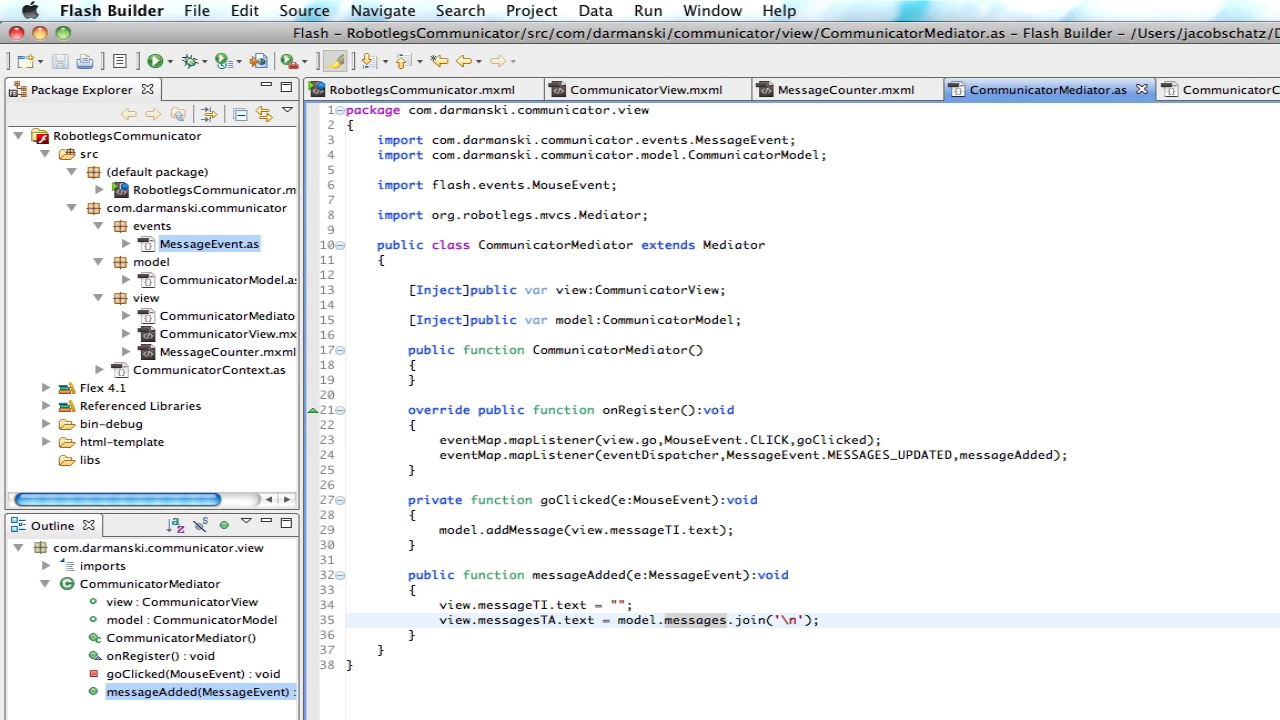 Flash Builder File Edit Source Navigate Search Project Data Run Window Help
Flash - RobotlegsCommunicator/src/com/darmanski/communicator/view/CommunicatorMediator.as - Flash Builder - /Users/jacobschatz/D
Package Explorer
RobotlegsCommunicator
src
(default package)
RobotlegsCommunicator.m
com.darmanski.communicator
events
MessageEvent.as
model
CommunicatorModel.as
view
CommunicatorMediato
CommunicatorView.mx
MessageCounter.mxml
CommunicatorContext.as
Flex 4.1
Referenced Libraries
bin-debug
html-template
libs
Outline
com.darmanski.communicator.view
imports
CommunicatorMediator
view : CommunicatorView
model : CommunicatorModel
CommunicatorMediator()
onRegister() : void
goClicked(MouseEvent) : void
messageAdded(MessageEvent) :
RobotlegsCommunicator.mxml CommunicatorView.mxml MessageCounter.mxml CommunicatorMediator.as CommunicatorC
1 package com.darmanski.communicator.view
2 {
3 import com.darmanski.communicator.events.MessageEvent;
4 import com.darmanski.communicator.model.CommunicatorModel;
5
6 import flash.events.MouseEvent;
7
8 import org.robotlegs.mvcs.Mediator;
9
10 public class CommunicatorMediator extends Mediator
11 {
12
13 [Inject]public var view:CommunicatorView;
14
15 [Inject]public var model:CommunicatorModel;
16
17 public function CommunicatorMediator()
18 {
19 }
20
21 override public function onRegister():void
22 {
23 eventMap.mapListener(view.go,MouseEvent.CLICK,goClicked);
24 eventMap.mapListener(eventDispatcher,MessageEvent.MESSAGES_UPDATED,messageAdded);
25 }
26
27 private function goClicked(e:MouseEvent):void
28 {
29 model.addMessage(view.messageTI.text);
30 }
31
32 public function messageAdded(e:MessageEvent):void
33 {
34 view.messageTI.text = "";
35 view.messagesTA.text = model.messages.join('\n');
36 }
37 }
38 }